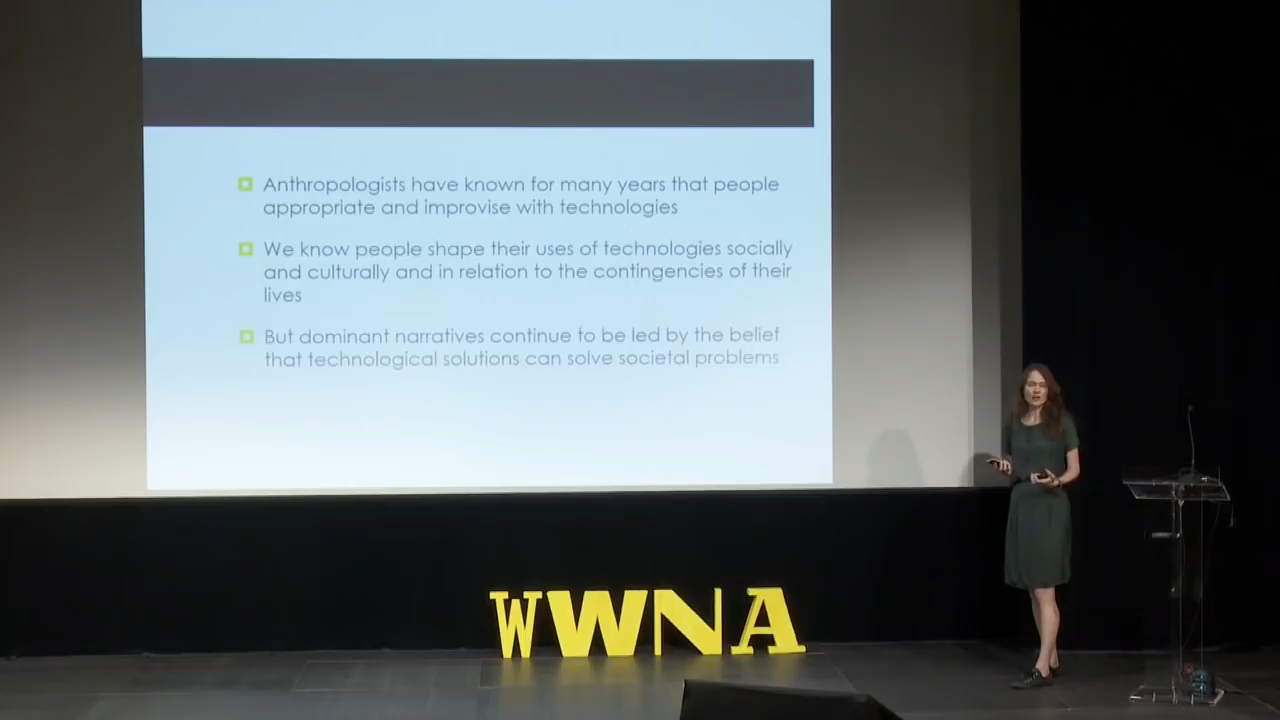 Anthropologists have known for many years that people
appropriate and improvise with technologies
We know people shape their uses of technologies socially
and culturally and in relation to the contingencies of their
lives
But dominant narratives continue to be led by the belief
that technological solutions can solve societal problems
WWNA